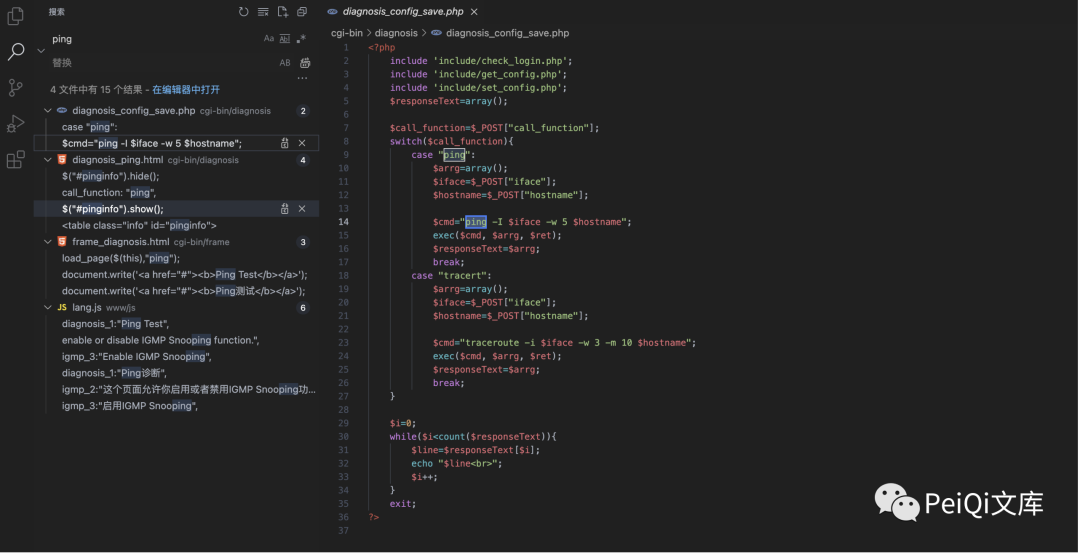 搜索
ping
Aa Abl .*
替换
AB
...
4 文件中有 15 个结果 - 在编辑器中打开
diagnosis_config_save.php cgi-bin/diagnosis 2
case "ping":
$cmd="ping -I $iface -w 5 $hostname";
diagnosis_ping.html cgi-bin/diagnosis 4
$("#pinginfo").hide();
call_function: "ping",
$("#pinginfo").show();
<table class="info" id="pinginfo">
frame_diagnosis.html cgi-bin/frame 3
load_page($(this),"ping");
document.write('<a href="#"><b>Ping Test</b></a>');
document.write('<a href="#"><b>Ping测试</b></a>');
JS lang.js www/js 6
diagnosis_1:"Ping Test",
enable or disable IGMP Snooping function.",
igmp_3:"Enable IGMP Snooping",
diagnosis_1:"Ping诊断",
igmp_2:"这个页面允许你启用或者禁用IGMP Snooping功...
igmp_3:"启用IGMP Snooping",
diagnosis_config_save.php
cgi-bin > diagnosis > diagnosis_config_save.php
1 <?php
2 include 'include/check_login.php';
3 include 'include/get_config.php';
4 include 'include/set_config.php';
5 $responseText=array();
6
7 $call_function=$_POST["call_function"];
8 switch($call_function){
9 case "ping":
10 $arrg=array();
11 $iface=$_POST["iface"];
12 $hostname=$_POST["hostname"];
13
14 $cmd="ping -I $iface -w 5 $hostname";
15 exec($cmd, $arrg, $ret);
16 $responseText=$arrg;
17 break;
18 case "tracert":
19 $arrg=array();
20 $iface=$_POST["iface"];
21 $hostname=$_POST["hostname"];
22
23 $cmd="traceroute -i $iface -w 3 -m 10 $hostname";
24 exec($cmd, $arrg, $ret);
25 $responseText=$arrg;
26 break;
27 }
28
29 $i=0;
30 while($i<count($responseText)){
31 $line=$responseText[$i];
32 echo "$line<br>";
33 $i++;
34 }
35 exit;
36 ?>
37
PeiQi文库